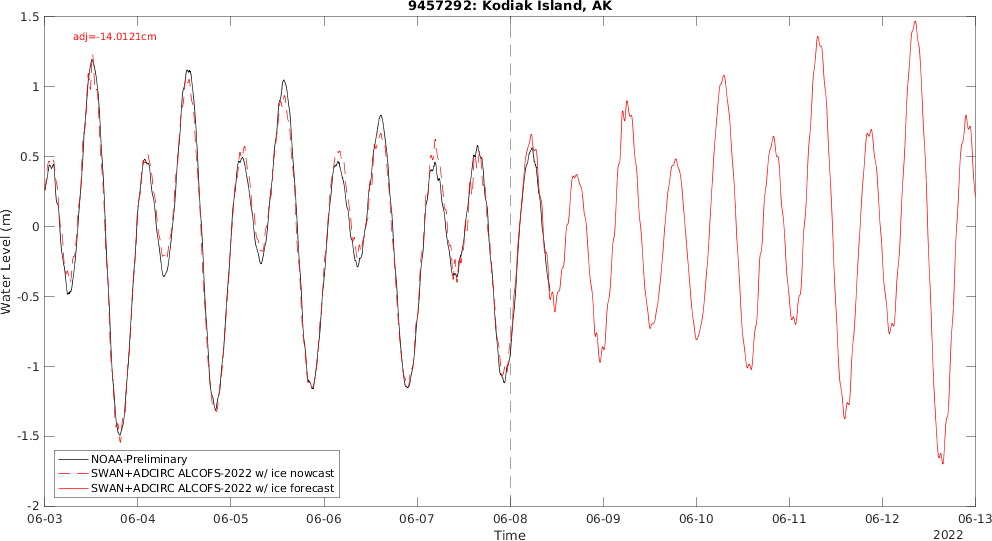 9457292: Kodiak Island, AK
adj=-14.0121cm
Water Level (m)
1.5
1
0.5
0
-0.5
-1
-1.5
-2
NOAA-Preliminary
SWAN+ADCIRC ALCOFS-2022 w/ ice nowcast
SWAN+ADCIRC ALCOFS-2022 w/ ice forecast
06-03 06-04 06-05 06-06 06-07 06-08 06-09 06-10 06-11 06-12 06-13
Time
2022